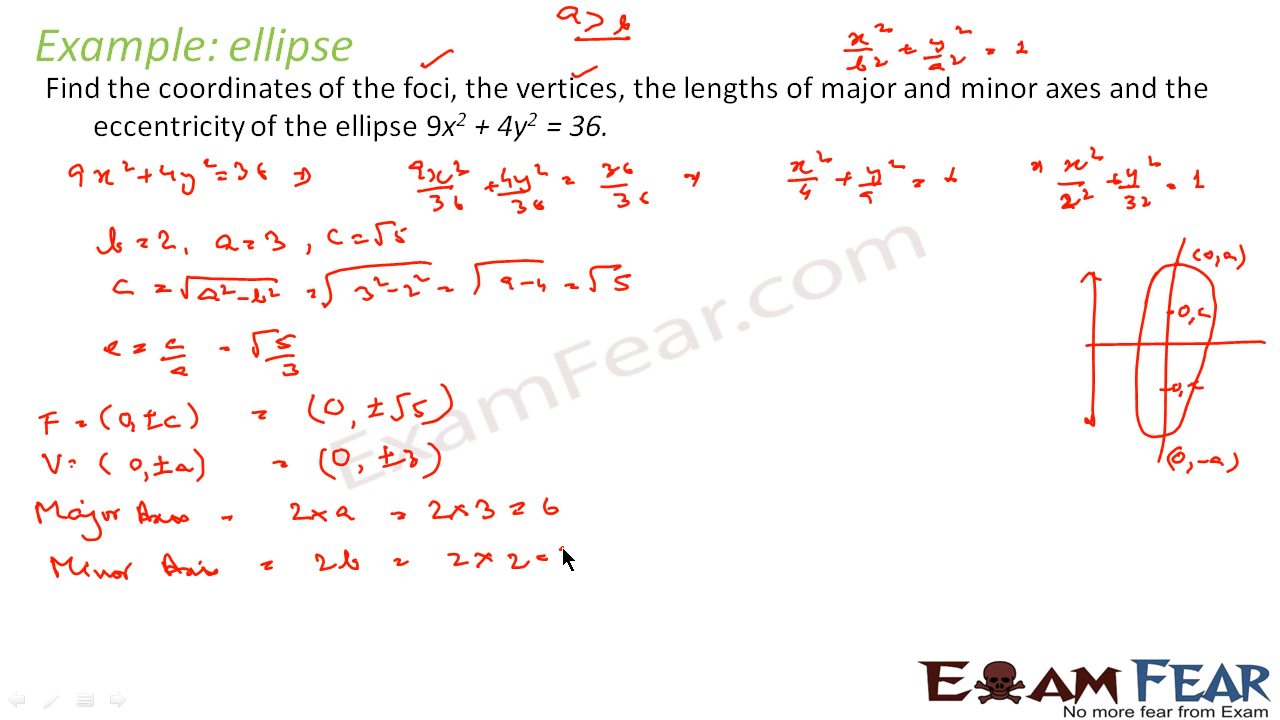 a > b
Example: ellipse
x²/b² + y²/a² = 1
Find the coordinates of the foci, the vertices, the lengths of major and minor axes and the
eccentricity of the ellipse 9x² + 4y² = 36.
9x² + 4y² = 36 ⇒ 9x²/36 + 4y²/36 = 36/36 ⇒ x²/4 + y²/9 = 1 ⇒ x²/2² + y²/3² = 1
b = 2, a = 3, c = √5
(0, a)
c = √a² - b² = √3² - 2² = √9-4 = √5
0, c
e = c/a = √5/3
F = (0, ±c) = (0, ±√5)
(0, -a)
V = (0, ±a) = (0, ±3)
Major Axis = 2×a = 2×3 = 6
Minor Axis = 2b = 2×2 =
ExamFear.com
EXAM FEAR
No more fear from Exam